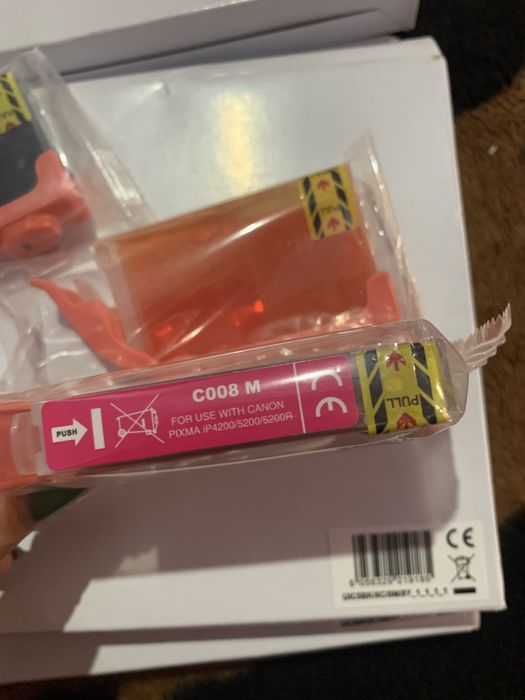 C008 M
PUSH
FOR USE WITH CANON
PIXMA iP4200/5200/5200R
CE
PULL
CE